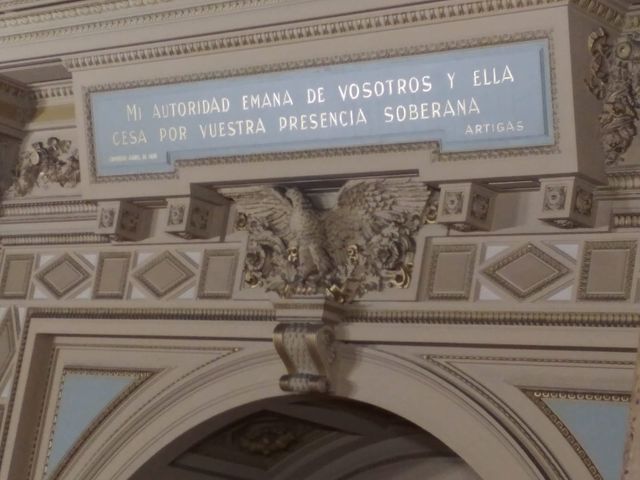 MI AUTORIDAD EMANA DE VOSOTROS Y ELLA
CESA POR VUESTRA PRESENCIA SOBERANA
ARTIGAS